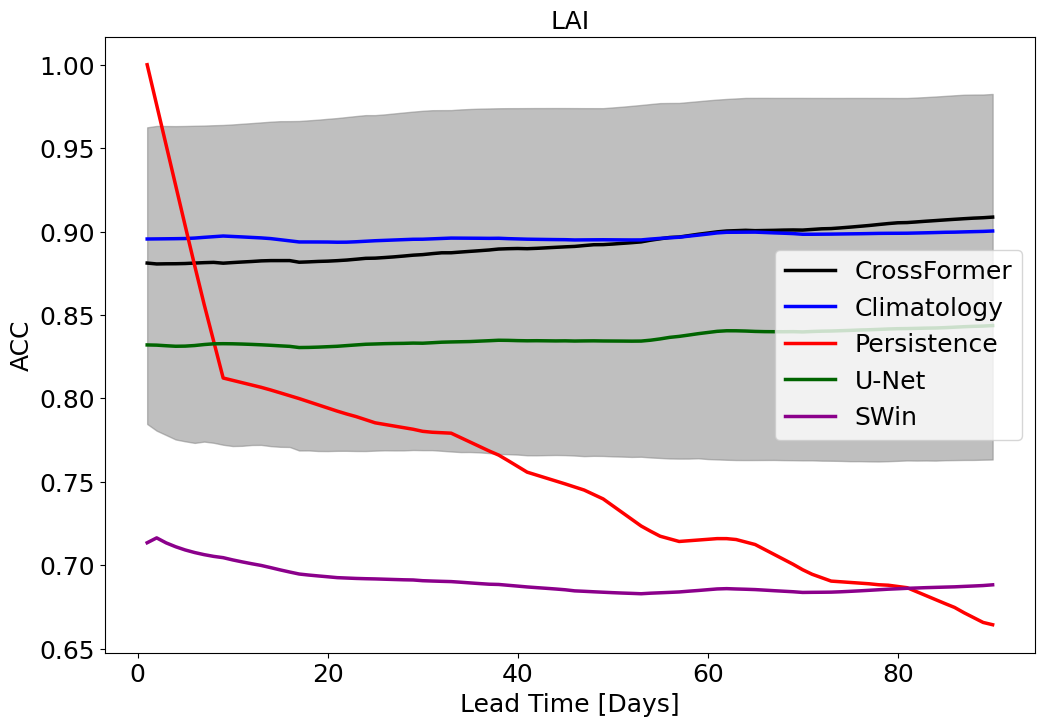 LAI
1.00
0.95
0.90
0.85
0.80
0.75
0.70
0.65
ACC
CrossFormer
Climatology
Persistence
U-Net
SWin
0 20 40 60 80
Lead Time [Days]